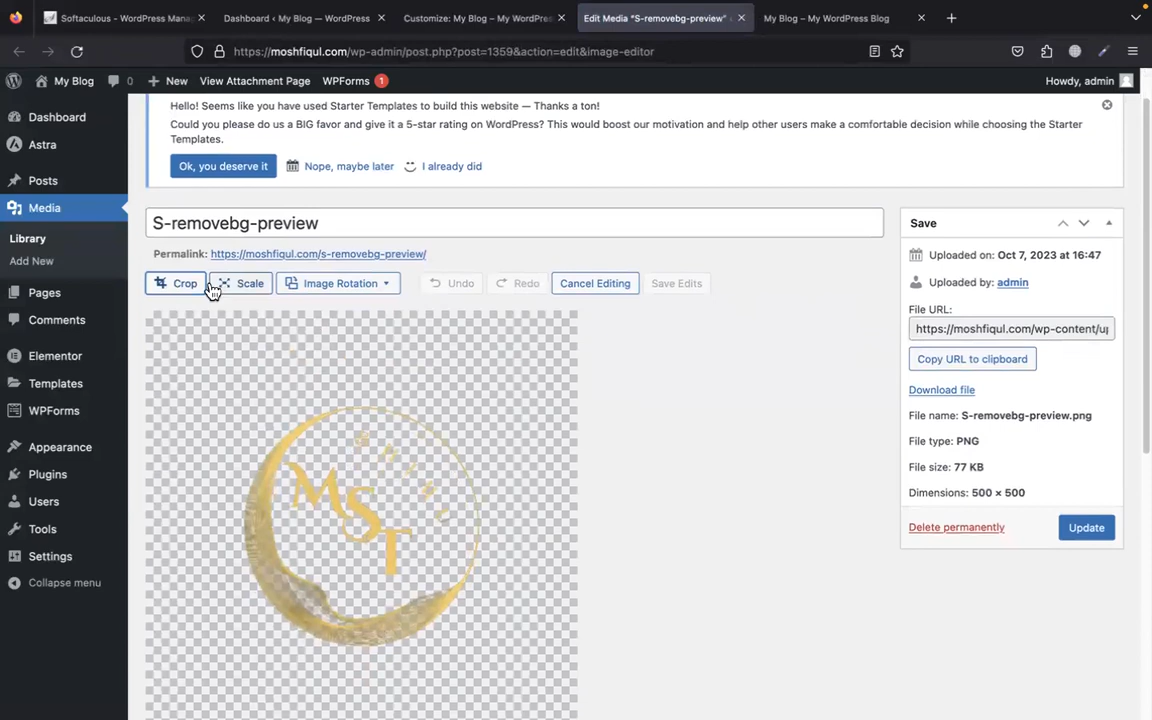 Softaculous - WordPress Mana
Dashboard ‹ My Blog — WordPress
Customize: My Blog – My WordPre
Edit Media “S-removebg-preview” ‹
My Blog – My WordPress Blog
https://moshfiqul.com/wp-admin/post.php?post=1359&action=edit&image-editor
My Blog
0
New
View Attachment Page
WPForms
1
Howdy, admin
Dashboard
Astra
Posts
Media
Library
Add New
Pages
Comments
Elementor
Templates
WPForms
Appearance
Plugins
Users
Tools
Settings
Collapse menu
Hello! Seems like you have used Starter Templates to build this website — Thanks a ton!
Could you please do us a BIG favor and give it a 5-star rating on WordPress? This would boost our motivation and help other users make a comfortable decision while choosing the Starter
Templates.
Ok, you deserve it
Nope, maybe later
I already did
S-removebg-preview
Permalink: https://moshfiqul.com/s-removebg-preview/
Crop
Scale
Image Rotation
Undo
Redo
Cancel Editing
Save Edits
MST
Save
Uploaded on: Oct 7, 2023 at 16:47
Uploaded by: admin
File URL:
https://moshfiqul.com/wp-content/up
Copy URL to clipboard
Download file
File name: S-removebg-preview.png
File type: PNG
File size: 77 KB
Dimensions: 500 × 500
Delete permanently
Update